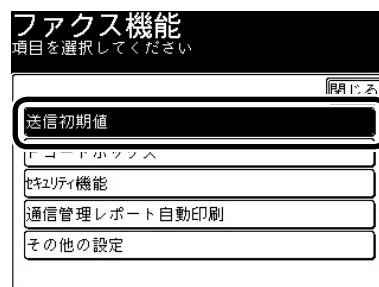 ファクス機能
項目を選択してください
閉じる
送信初期値
セキュリティ機能
通信管理レポート自動印刷
その他の設定